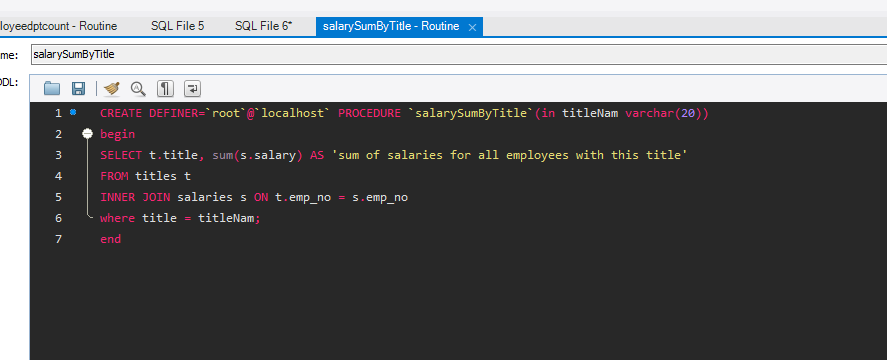 loyeedptcount - Routine SQL File 5 SQL File 6* salarySumByTitle - Routine ×
me: salarySumByTitle
DDL:
1 CREATE DEFINER=`root`@`localhost` PROCEDURE `salarySumByTitle`(in titleNam varchar(20))
2 begin
3 SELECT t.title, sum(s.salary) AS 'sum of salaries for all employees with this title'
4 FROM titles t
5 INNER JOIN salaries s ON t.emp_no = s.emp_no
6 where title = titleNam;
7 end